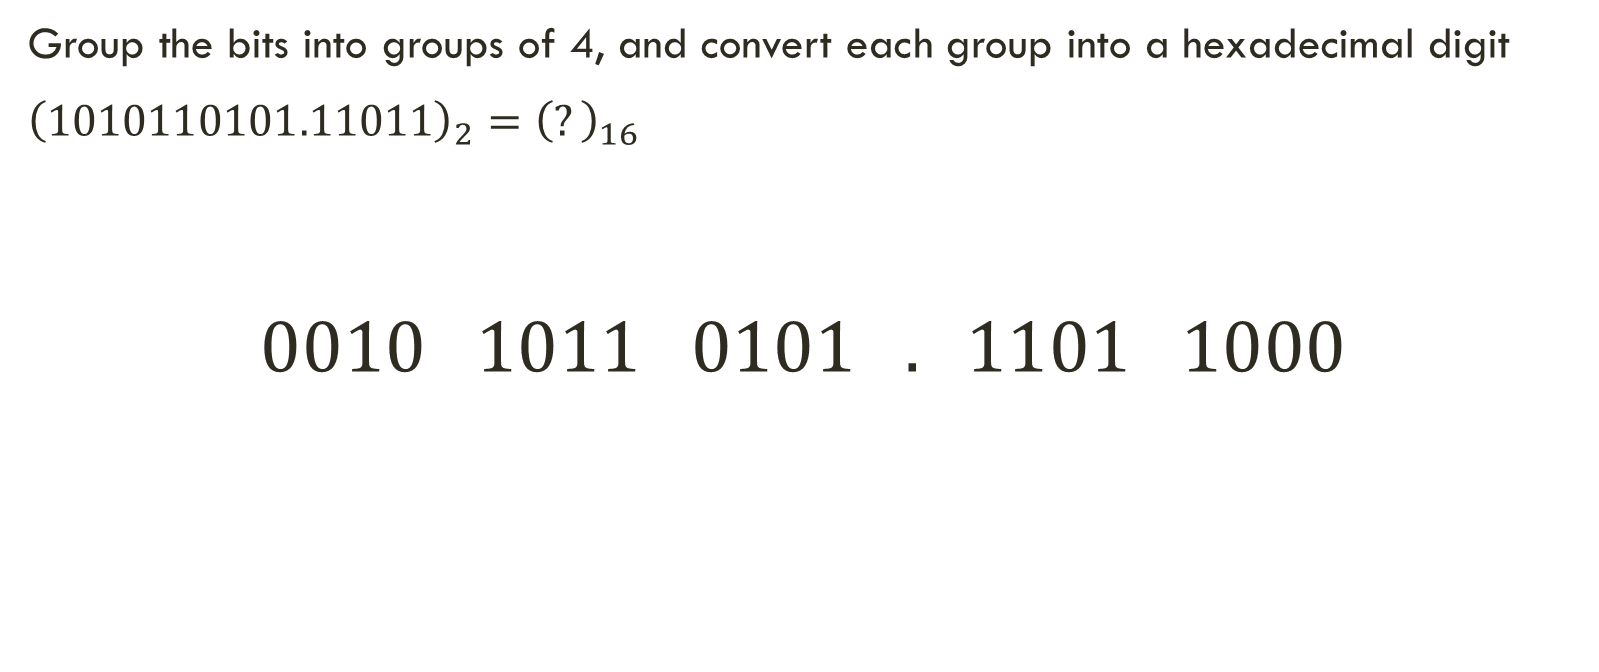 Group the bits into groups of 4, and convert each group into a hexadecimal digit
(1010110101.11011)₂ = (? )₁₆
0010 1011 0101 . 1101 1000